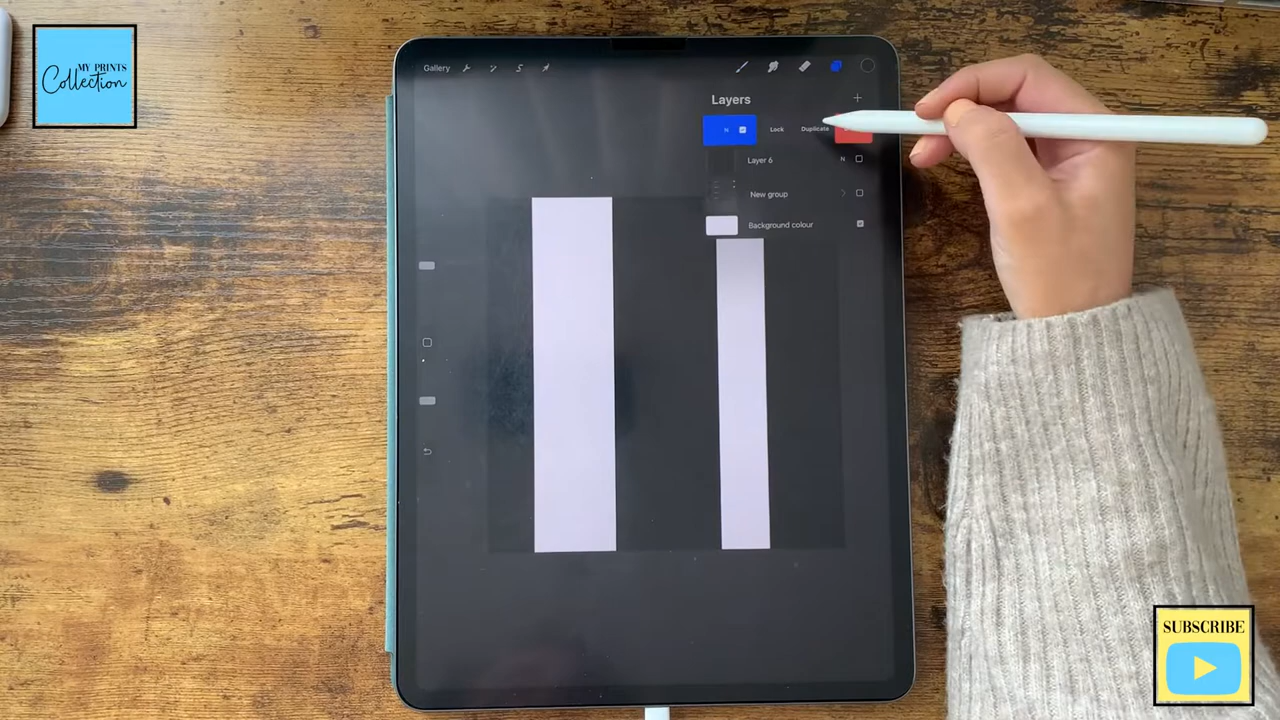 MY PRINTS
Collection
Gallery
Layers
N
Lock
Duplicate
Layer 6
N
New group
Background colour
SUBSCRIBE